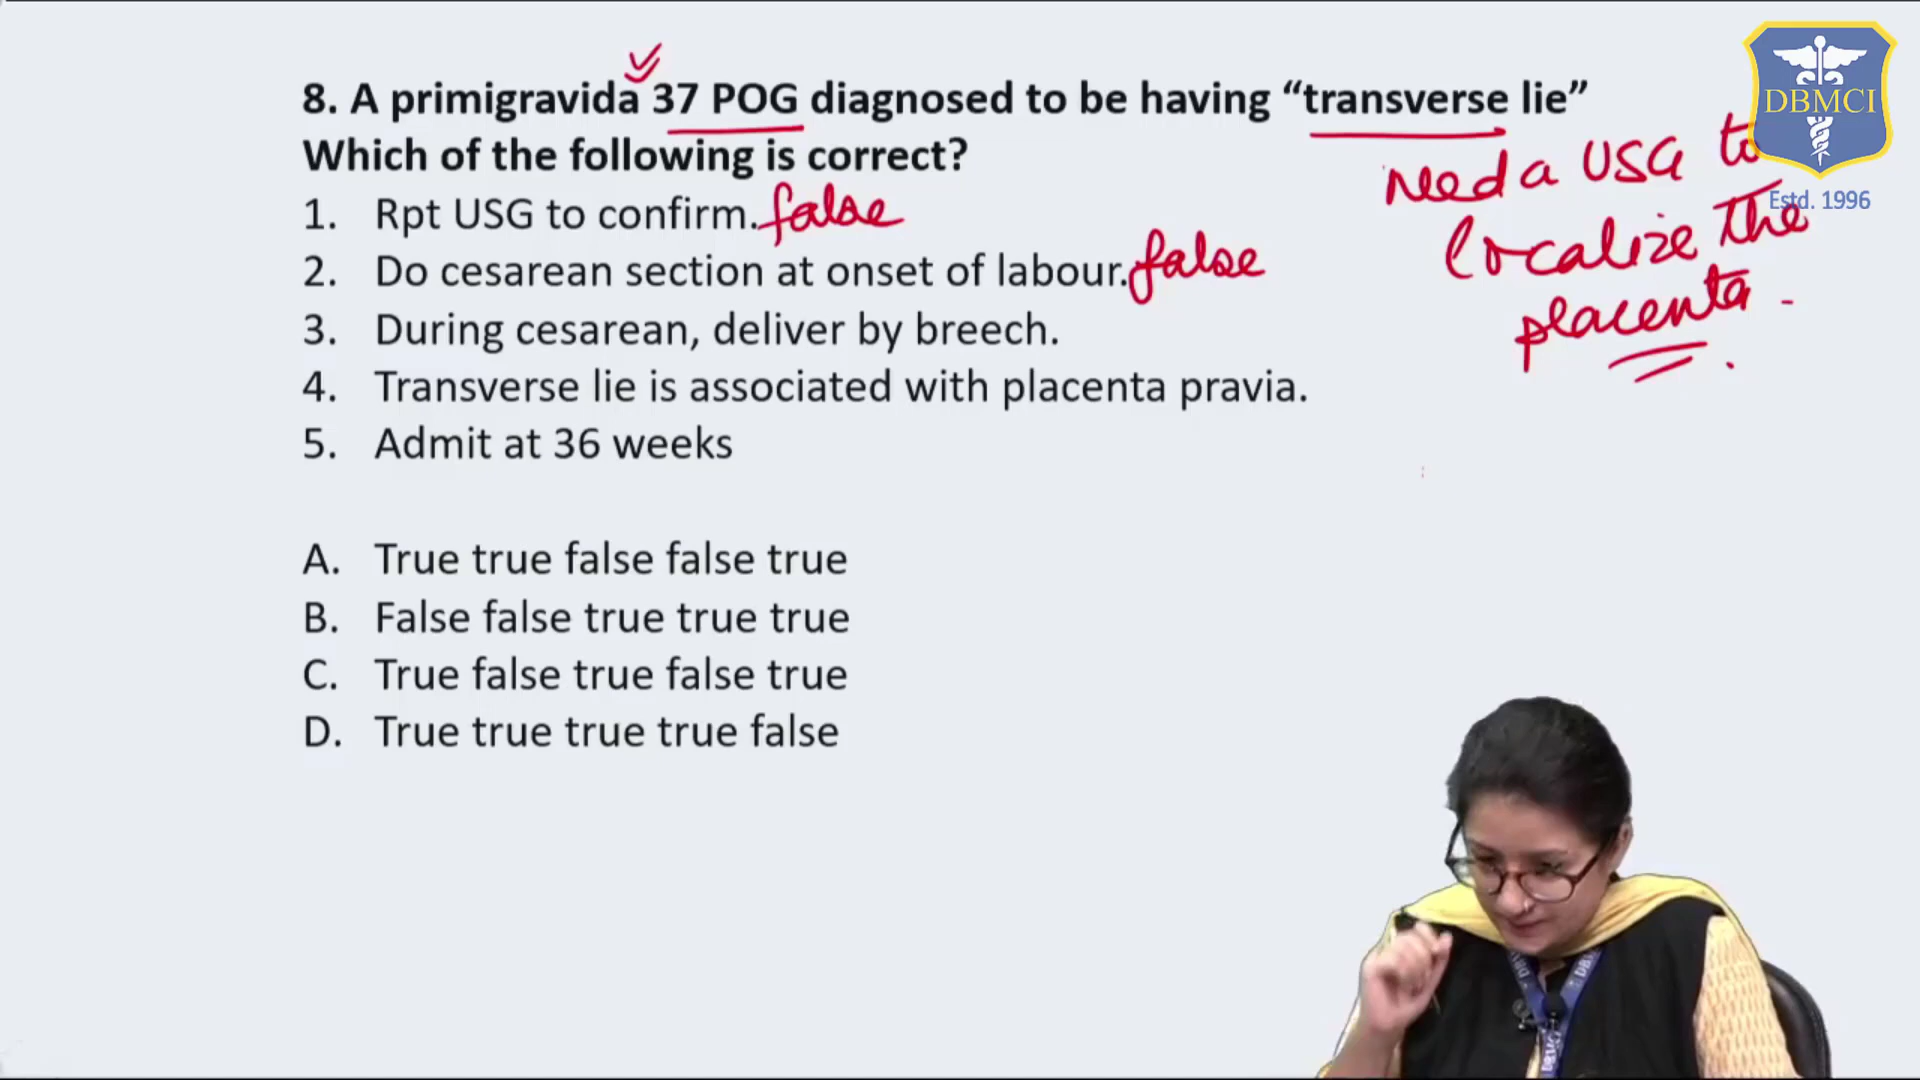 8. A primigravida 37 POG diagnosed to be having “transverse lie”
Which of the following is correct?
1. Rpt USG to confirm. false
2. Do cesarean section at onset of labour. false
3. During cesarean, deliver by breech.
4. Transverse lie is associated with placenta pravia.
5. Admit at 36 weeks
A. True true false false true
B. False false true true true
C. True false true false true
D. True true true true false
need a USG to
localize the
placenta
DBMCI
Estd. 1996